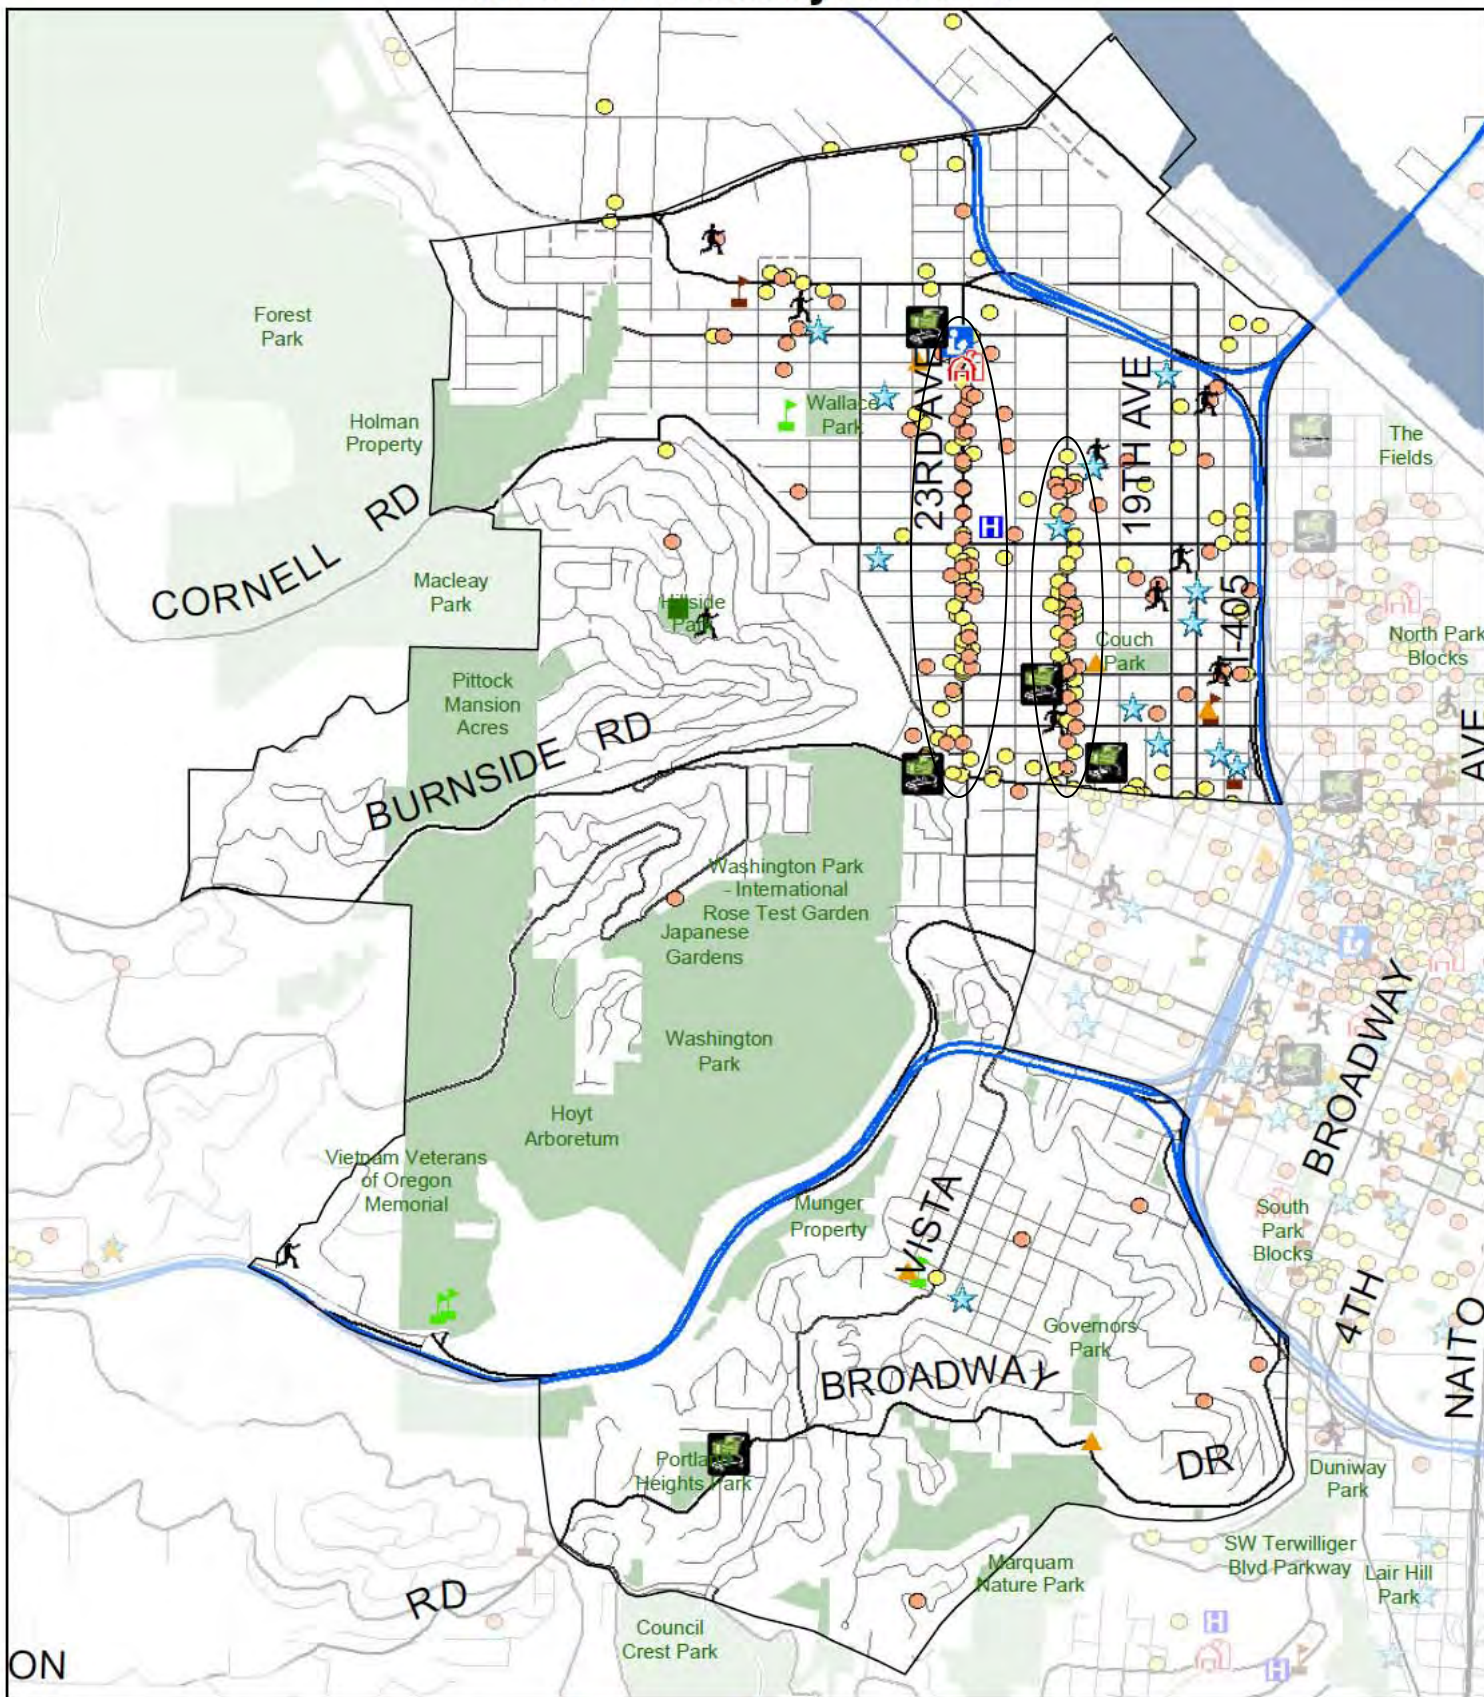 Forest
Park
Holman
Property
Wallace
Park
23RD AVE
19TH AVE
The
Fields
CORNELL RD
H
Macleay
Park
Hillside
Park
I-405
Couch
Park
North Park
Blocks
Pittock
Mansion
Acres
BURNSIDE RD
AVE
Washington Park
- International
Rose Test Garden
Japanese
Gardens
Washington
Park
BROADWAY
Hoyt
Arboretum
Vietnam Veterans
of Oregon
Memorial
Munger
Property
VISTA
South
Park
Blocks
4TH
NAITO
Governors
Park
BROADWAY
DR
Portland
Heights Park
Duniway
Park
SW Terwilliger
Blvd Parkway
Lair Hill
Park
Marquam
Nature Park
RD
Council
Crest Park
H
H
ON